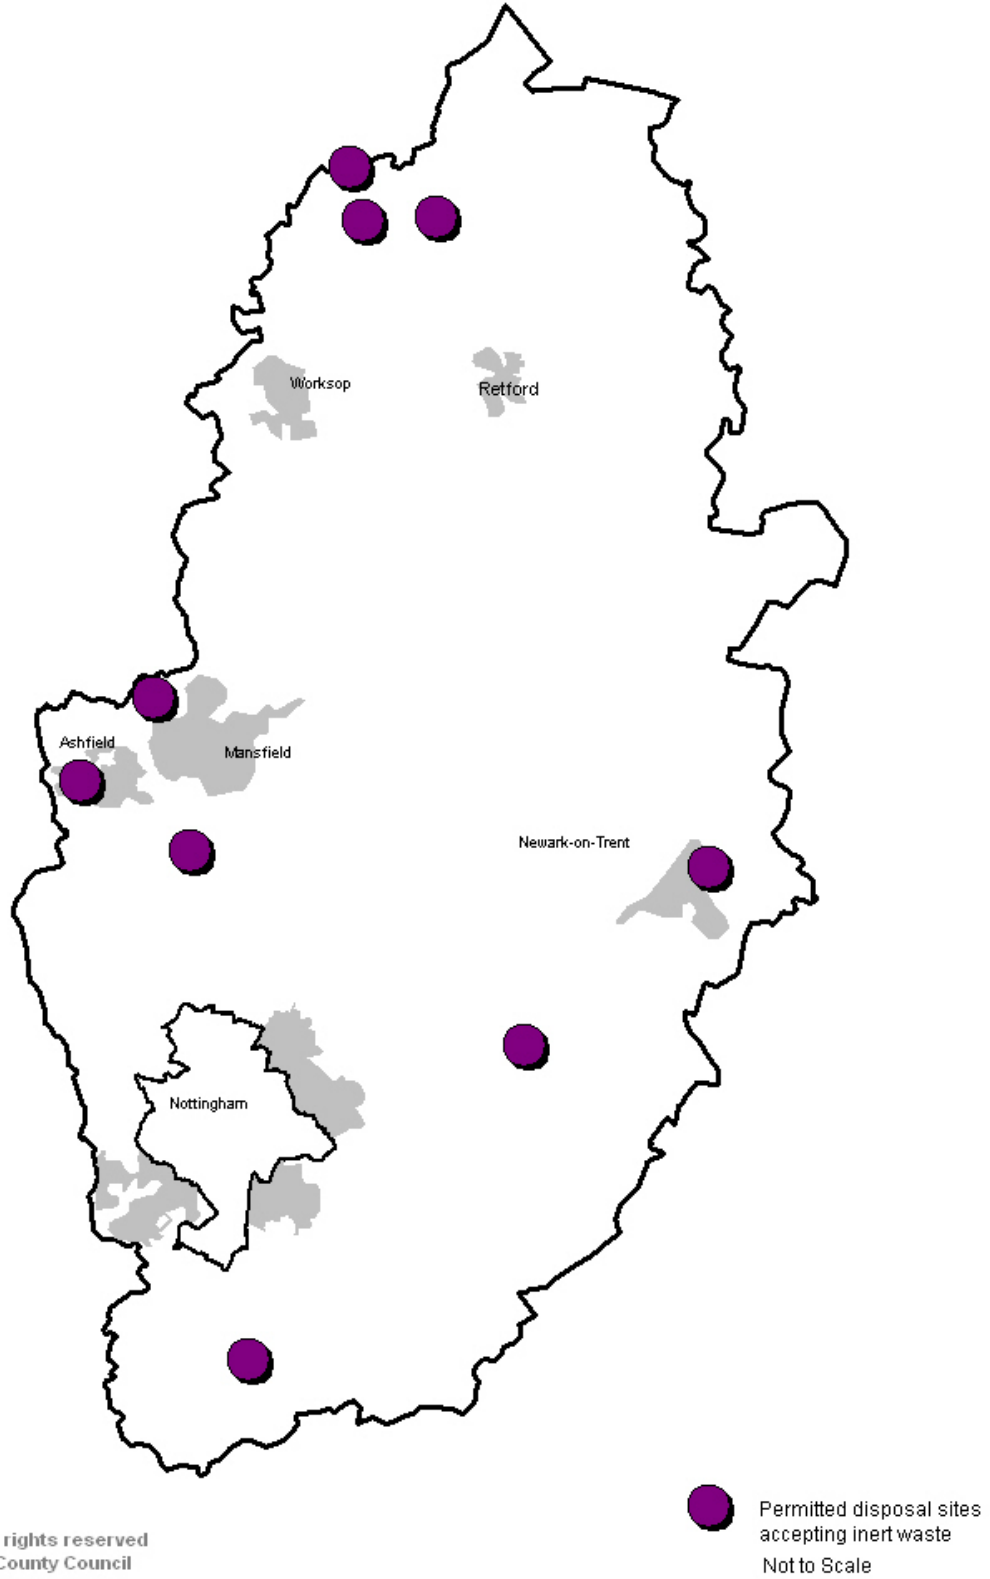 Worksop
Retford
Ashfield
Mansfield
Newark-on-Trent
Nottingham
Permitted disposal sites
accepting inert waste
Not to Scale
rights reserved
County Council